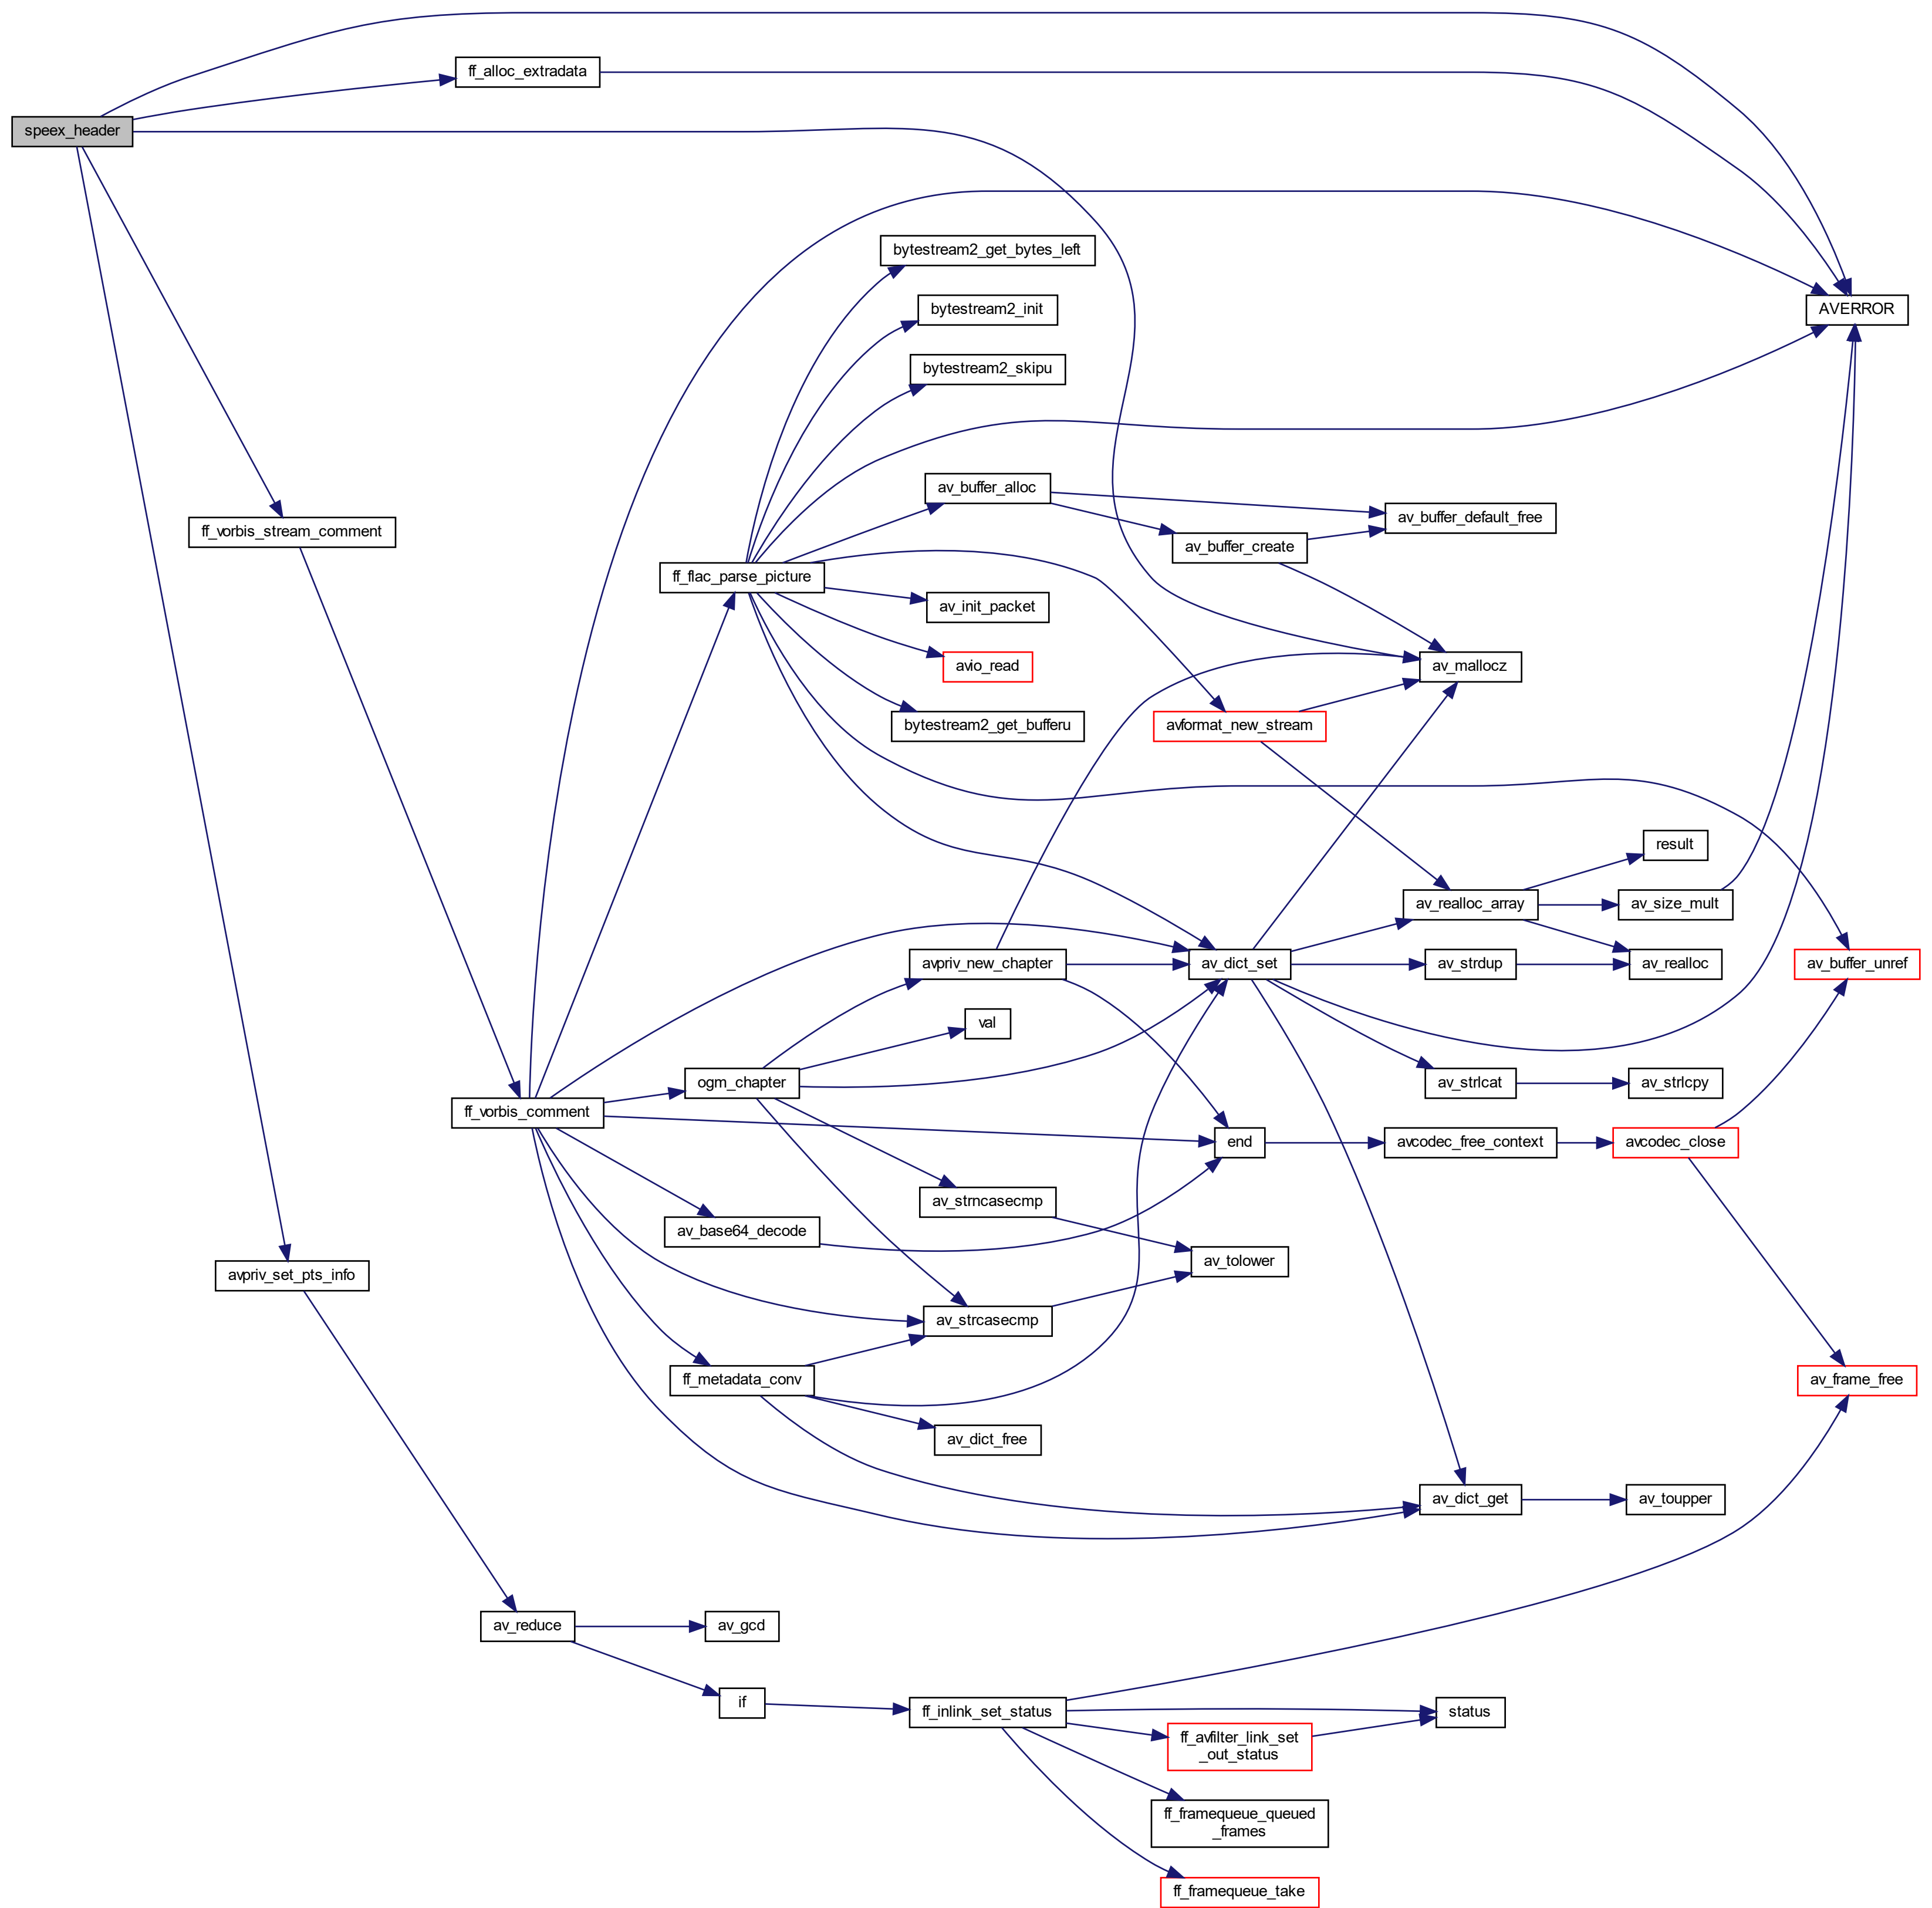 ff_alloc_extradata
speex_header
bytestream2_get_bytes_left
bytestream2_init
AVERROR
bytestream2_skipu
av_buffer_alloc
av_buffer_default_free
ff_vorbis_stream_comment
av_buffer_create
ff_flac_parse_picture
av_init_packet
avio_read
av_mallocz
bytestream2_get_bufferu
avformat_new_stream
result
av_realloc_array
av_size_mult
avpriv_new_chapter
av_dict_set
av_strdup
av_realloc
av_buffer_unref
val
ogm_chapter
av_strlcat
av_strlcpy
ff_vorbis_comment
end
avcodec_free_context
avcodec_close
av_strncasecmp
av_base64_decode
av_tolower
avpriv_set_pts_info
av_strcasecmp
ff_metadata_conv
av_frame_free
av_dict_free
av_dict_get
av_toupper
av_reduce
av_gcd
if
ff_inlink_set_status
status
ff_avfilter_link_set
_out_status
ff_framequeue_queued
_frames
ff_framequeue_take